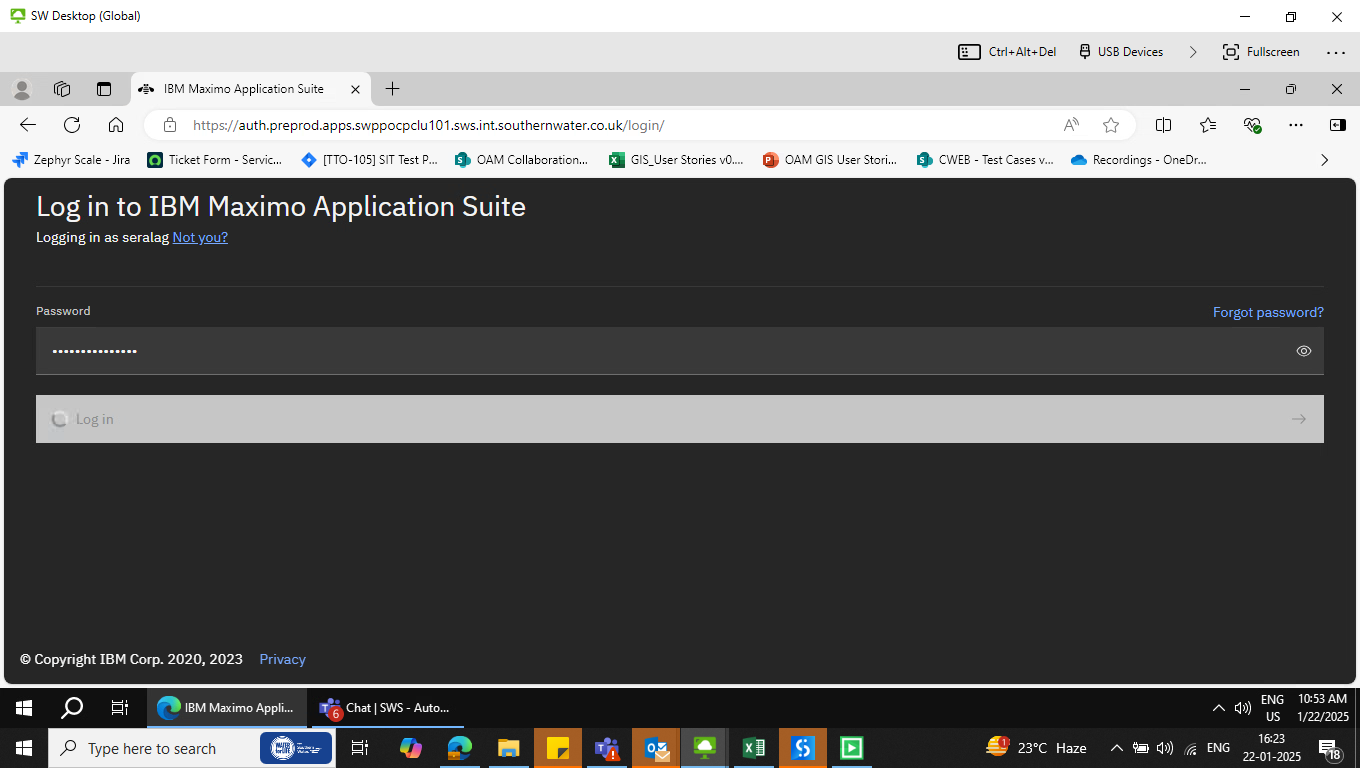 SW Desktop (Global)
Ctrl+Alt+Del USB Devices Fullscreen
IBM Maximo Application Suite
https://auth.preprod.apps.swppocpclu101.sws.int.southernwater.co.uk/login/
Zephyr Scale - Jira Ticket Form - Servic... [TTO-105] SIT Test P... OAM Collaboration... GIS_User Stories v0.... OAM GIS User Stori... CWEB - Test Cases v... Recordings - OneDr...
Log in to IBM Maximo Application Suite
Logging in as seralag Not you?
Password Forgot password?
Log in
© Copyright IBM Corp. 2020, 2023 Privacy
IBM Maximo Appli... 6 Chat | SWS - Auto... ENG US 10:53 AM 1/22/2025
Type here to search 1 23°C Haze ENG 16:23 22-01-2025 18